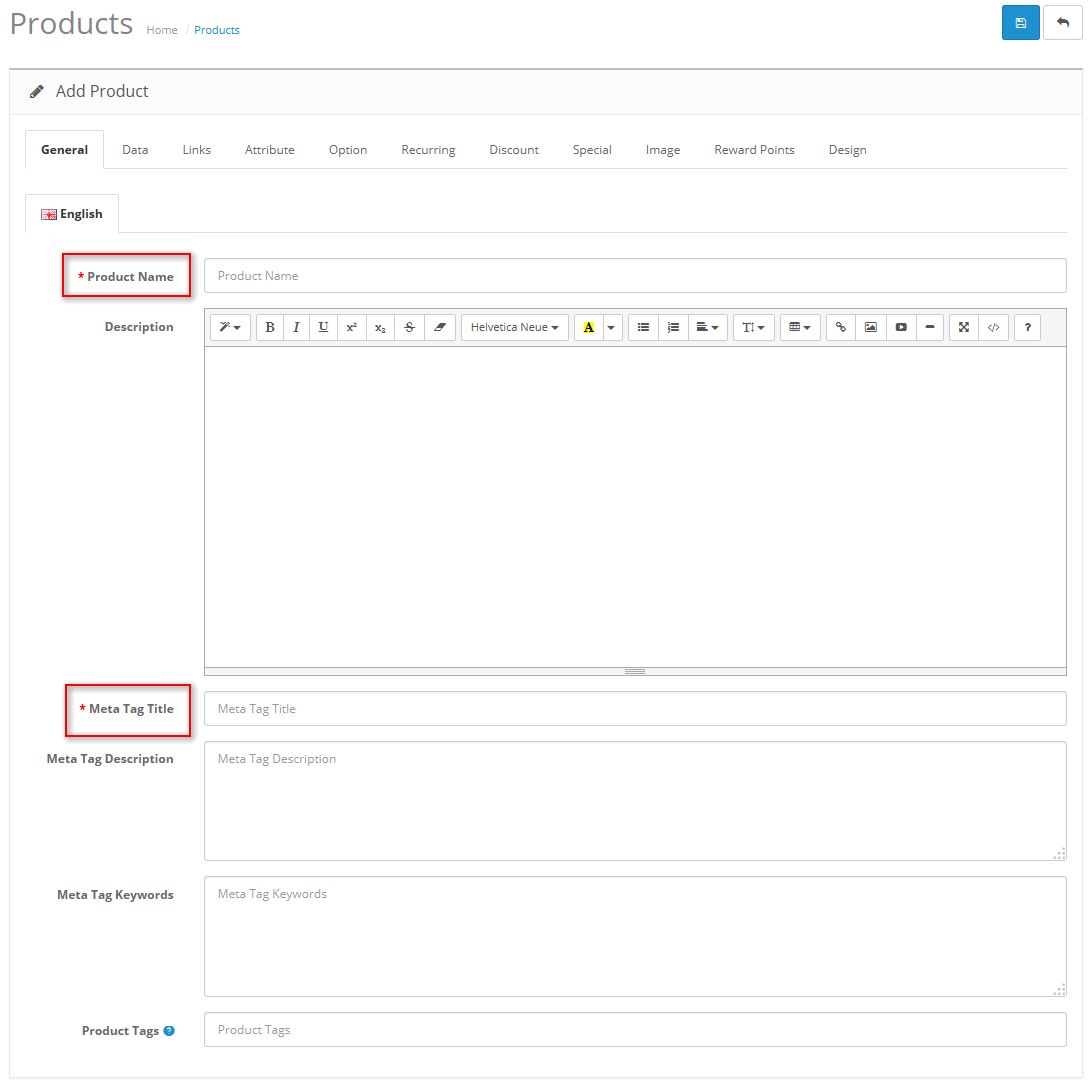 Products Home / Products
Add Product
General Data Links Attribute Option Recurring Discount Special Image Reward Points Design
English
* Product Name Product Name
Description B I U x² x₂ S Helvetica Neue A T ?
* Meta Tag Title Meta Tag Title
Meta Tag Description Meta Tag Description
Meta Tag Keywords Meta Tag Keywords
Product Tags ? Product Tags